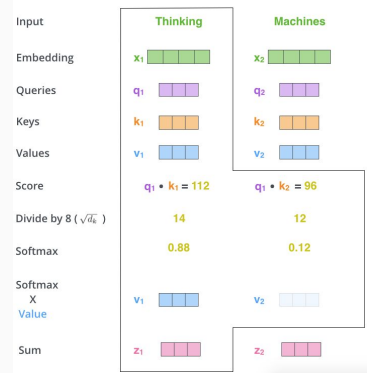 Input Thinking Machines
Embedding x₁ x₂
Queries q₁ q₂
Keys k₁ k₂
Values v₁ v₂
Score q₁ • k₁ = 112 q₁ • k₂ = 96
Divide by 8 ( √dₖ ) 14 12
Softmax 0.88 0.12
Softmax
X
Value v₁ v₂
Sum z₁ z₂